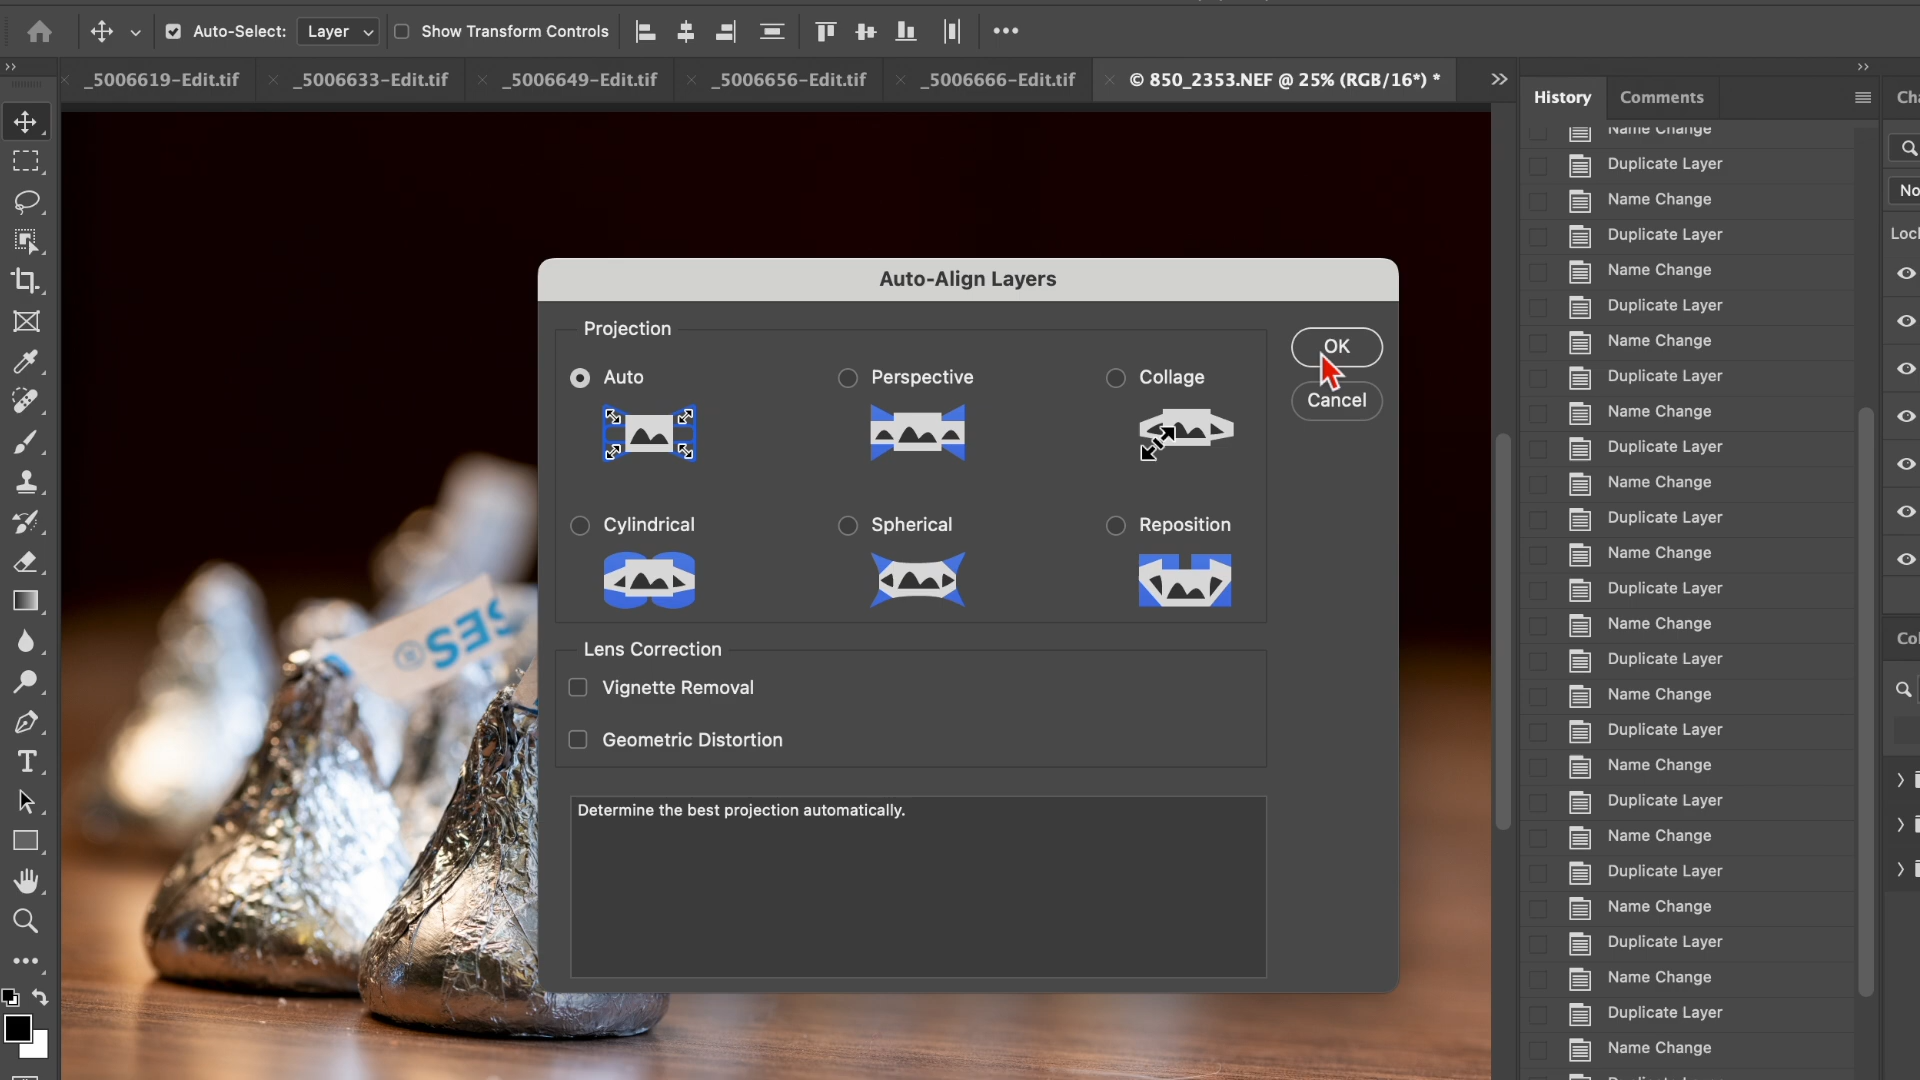 Auto-Select:
Layer
Show Transform Controls
_5006619-Edit.tif
_5006633-Edit.tif
_5006649-Edit.tif
_5006656-Edit.tif
_5006666-Edit.tif
© 850_2353.NEF @ 25% (RGB/16*) *
History
Comments
Name Change
Duplicate Layer
Name Change
Duplicate Layer
Name Change
Duplicate Layer
Name Change
Duplicate Layer
Name Change
Duplicate Layer
Name Change
Duplicate Layer
Name Change
Duplicate Layer
Name Change
Duplicate Layer
Name Change
Duplicate Layer
Name Change
Duplicate Layer
Name Change
Duplicate Layer
Name Change
Duplicate Layer
Name Change
Duplicate Layer
Name Change
Auto-Align Layers
Projection
Auto
Perspective
Collage
Cylindrical
Spherical
Reposition
OK
Cancel
Lens Correction
Vignette Removal
Geometric Distortion
Determine the best projection automatically.
SES®